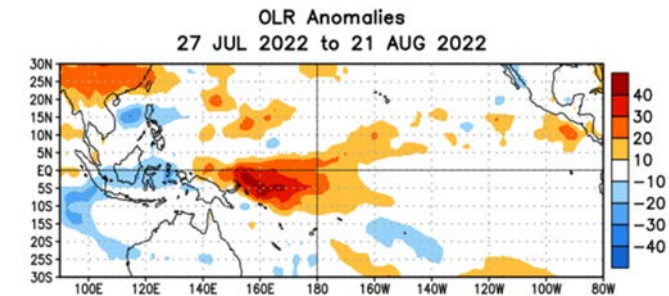 OLR Anomalies
27 JUL 2022 to 21 AUG 2022
30N
25N
20N
15N
10N
5N
EQ
5S
10S
15S
20S
25S
30S
100E 120E 140E 160E 180 160W 140W 120W 100W 80W
40
30
20
10
-10
-20
-30
-40